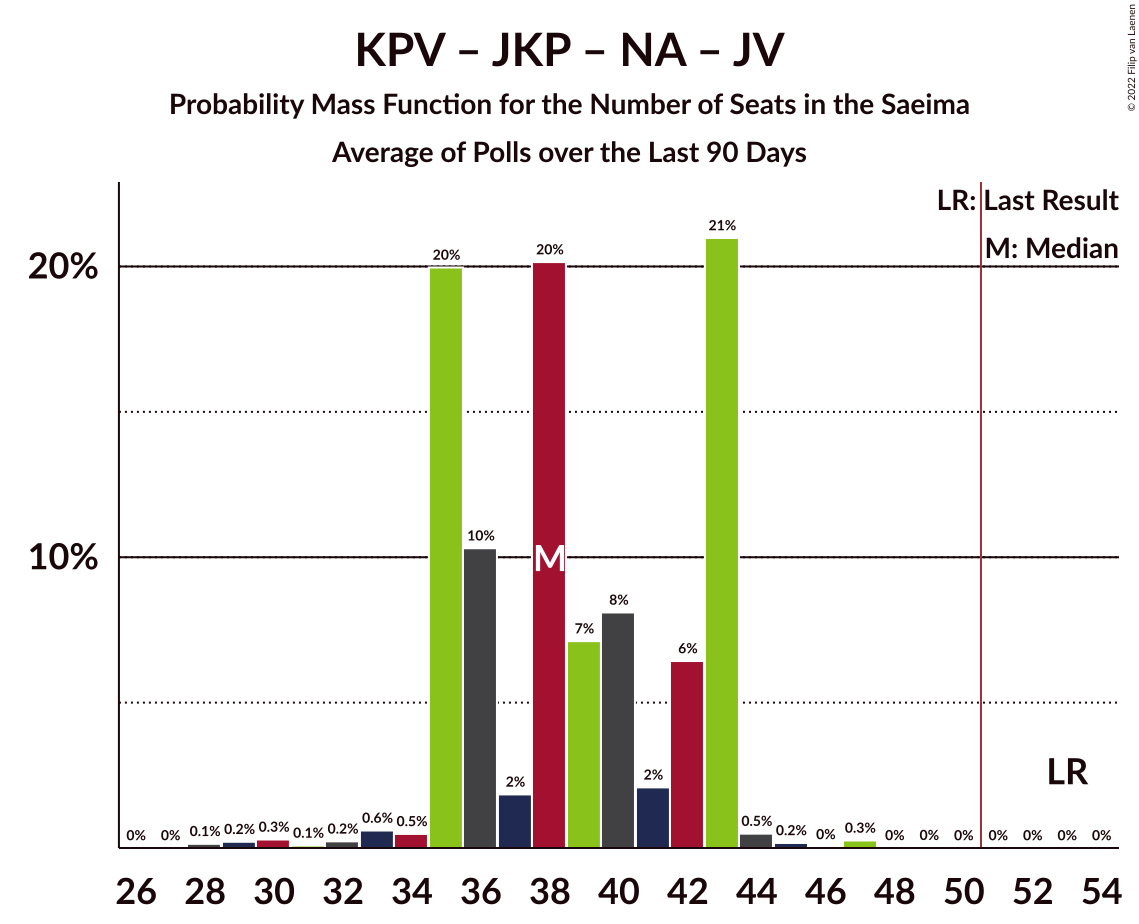 KPV – JKP – NA – JV
Probability Mass Function for the Number of Seats in the Saeima
Average of Polls over the Last 90 Days
© 2022 Filip van Laenen
LR: Last Result
M: Median
20%
10%
0% 0% 0.1% 0.2% 0.3% 0.1% 0.2% 0.6% 0.5% 20% 10% 2% 20% 7% 8% 2% 6% 21% 0.5% 0.2% 0% 0.3% 0% 0% 0% 0% 0% 0% 0%
M
LR
26 28 30 32 34 36 38 40 42 44 46 48 50 52 54